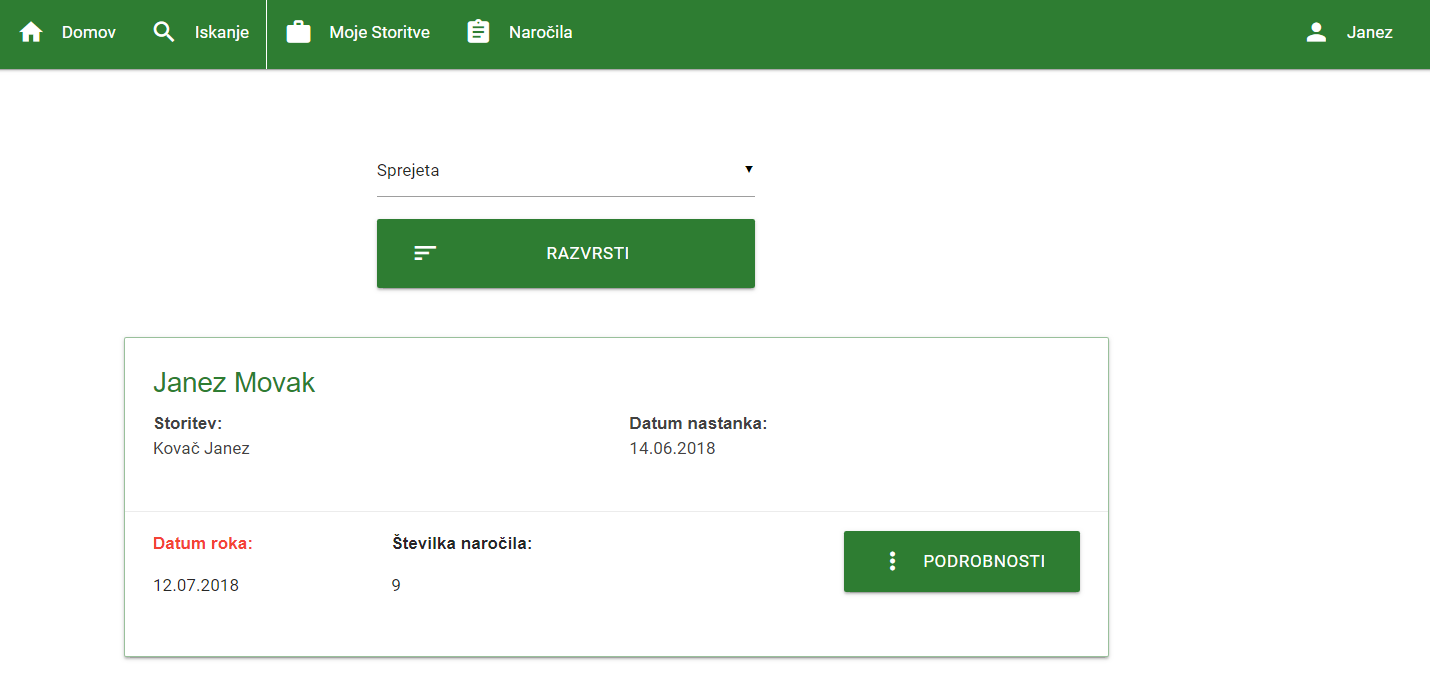 Domov Iskanje Moje Storitve Naročila Janez
Sprejeta
RAZVRSTI
Janez Movak
Storitev: Datum nastanka:
Kovač Janez 14.06.2018
Datum roka: Številka naročila:
PODROBNOSTI
12.07.2018 9